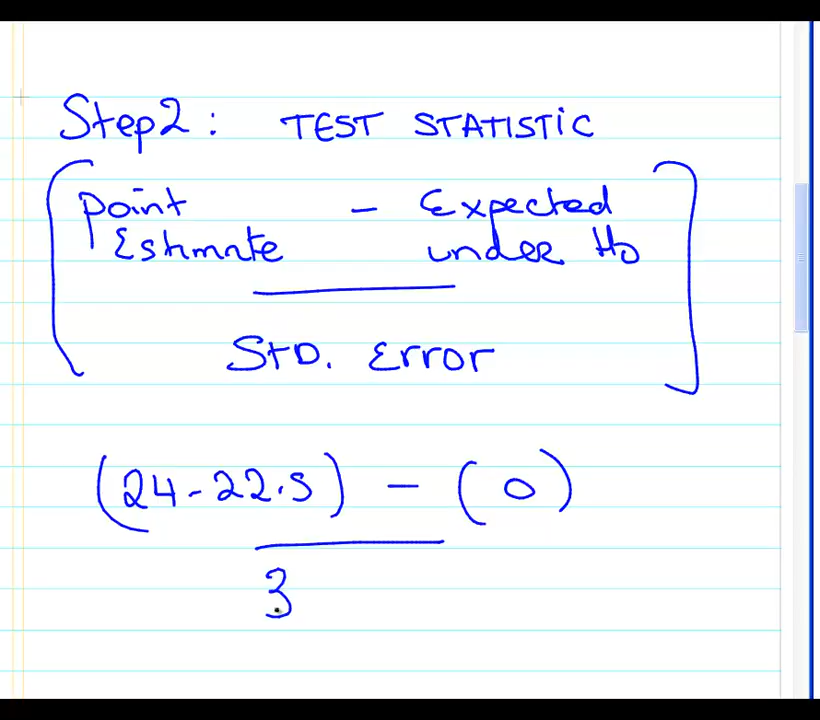 Step2: TEST STATISTIC
Point - Expected
Estimate under Ho
STD. Error
(24-22.5) - (0)
3